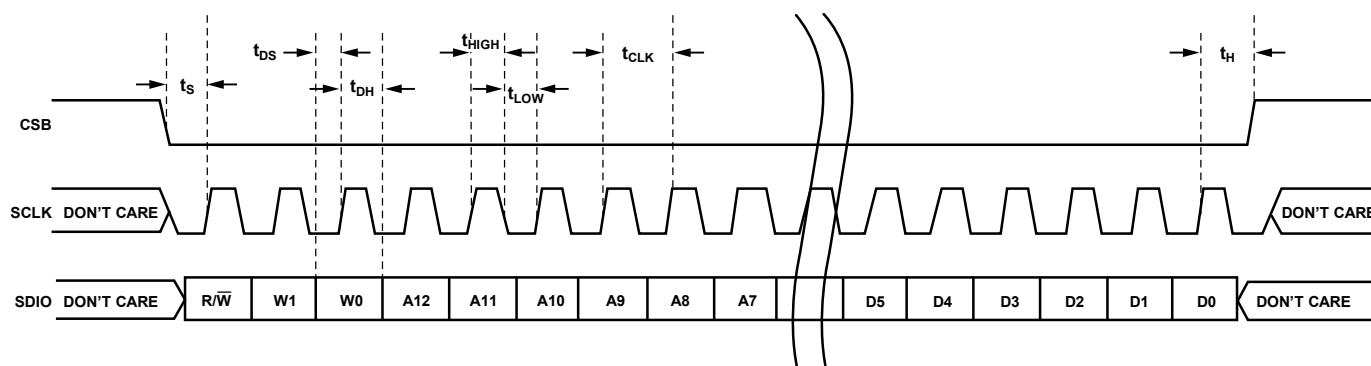 tDS
tHIGH
tCLK
tH
tS
tDH
tLOW
CSB
SCLK DON'T CARE DON'T CARE
SDIO DON'T CARE R/W̅ W1 W0 A12 A11 A10 A9 A8 A7 D5 D4 D3 D2 D1 D0 DON'T CARE